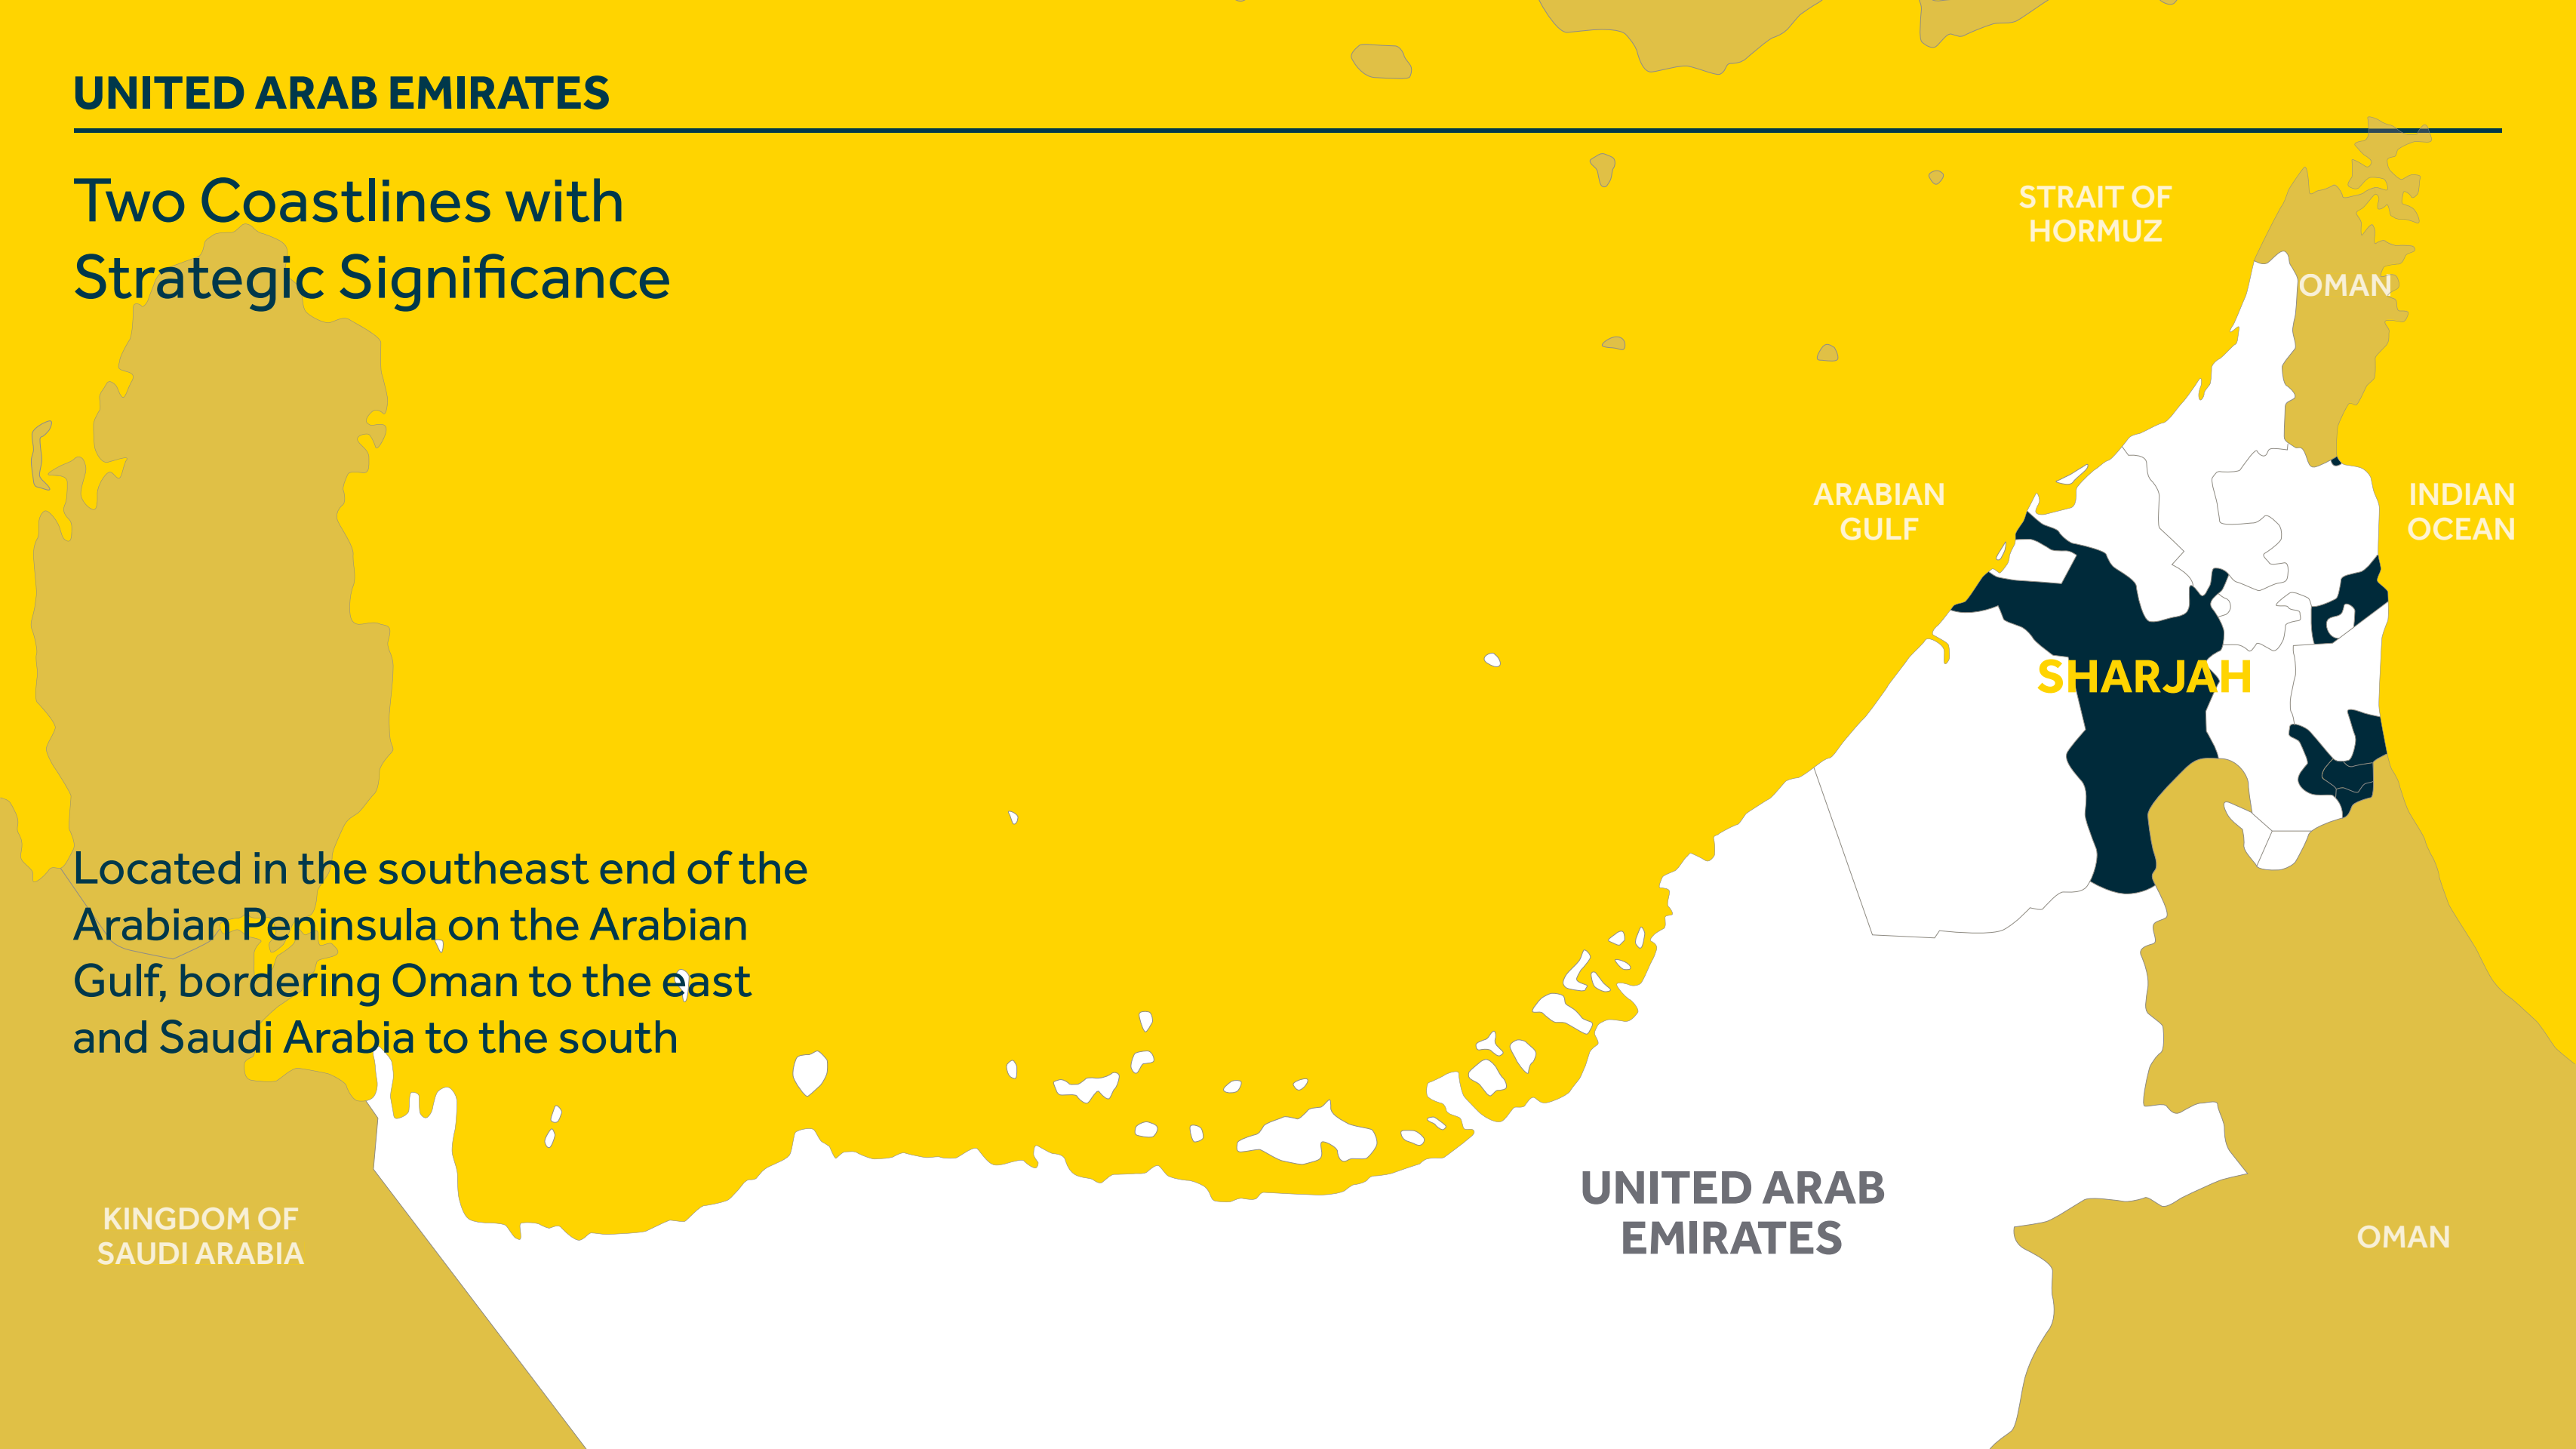 UNITED ARAB EMIRATES
Two Coastlines with
Strategic Significance
STRAIT OF
HORMUZ
OMAN
ARABIAN
GULF
INDIAN
OCEAN
SHARJAH
Located in the southeast end of the
Arabian Peninsula on the Arabian
Gulf, bordering Oman to the east
and Saudi Arabia to the south
UNITED ARAB
EMIRATES
KINGDOM OF
SAUDI ARABIA
OMAN